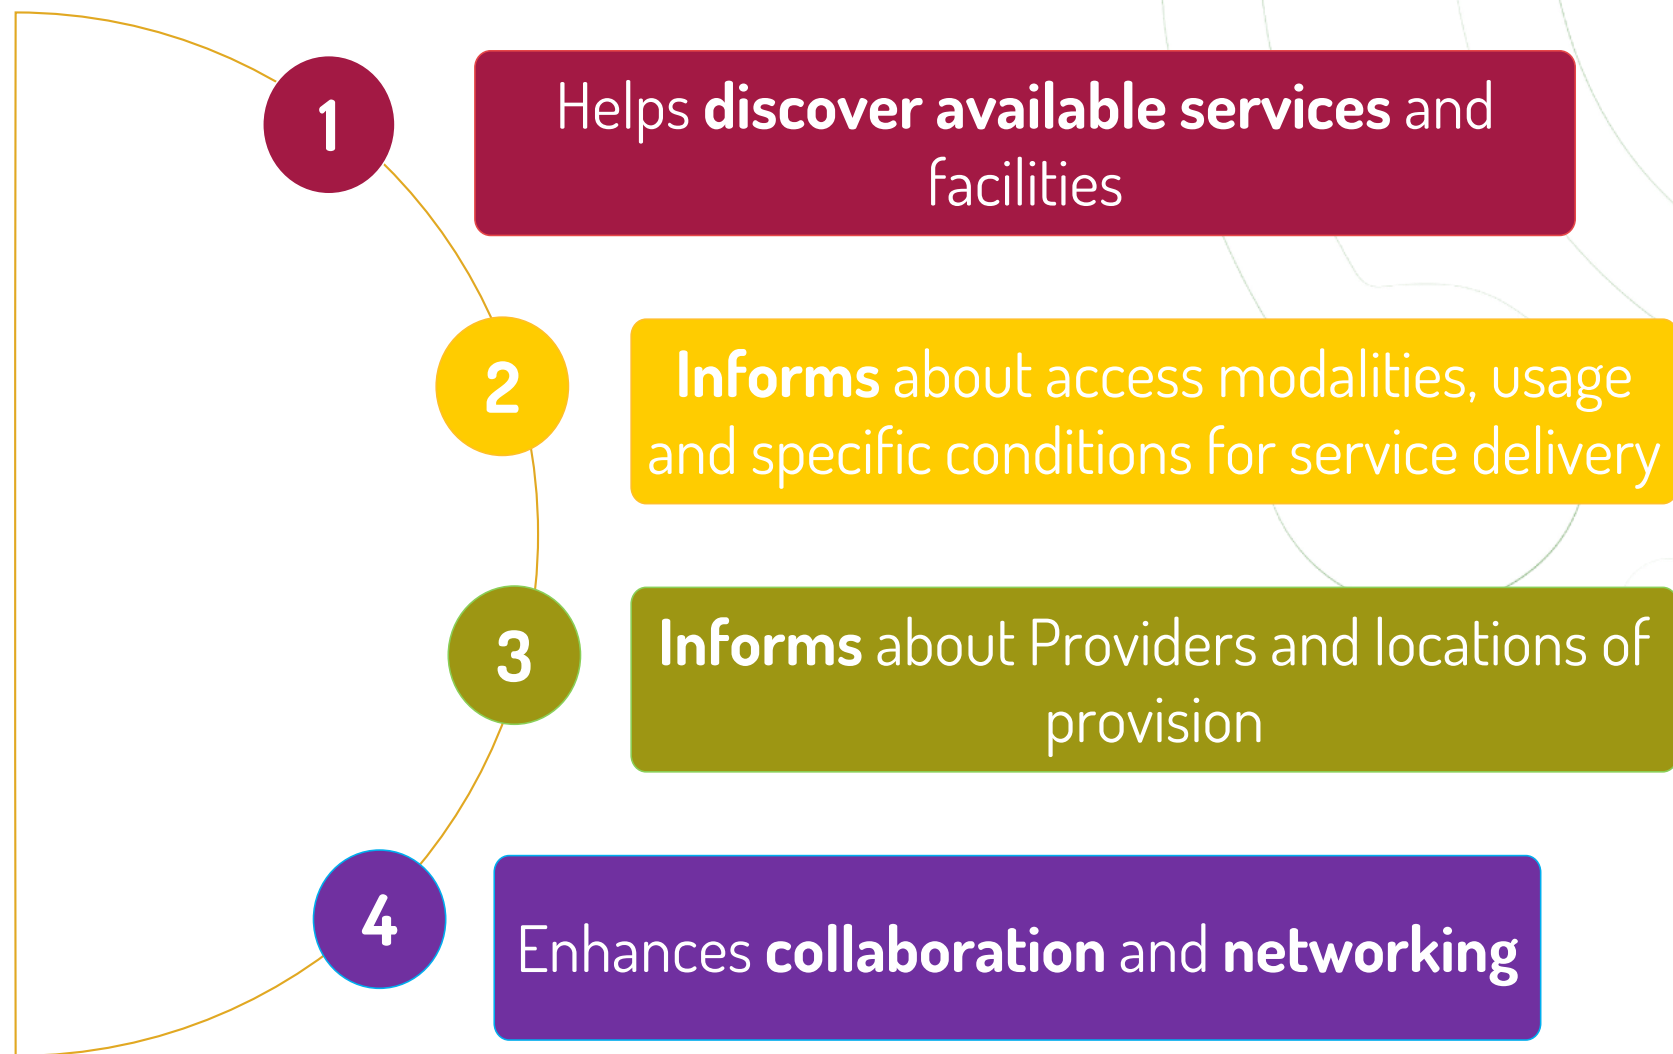 1
Helps discover available services and
facilities
2
Informs about access modalities, usage
and specific conditions for service delivery
3
Informs about Providers and locations of
provision
4
Enhances collaboration and networking